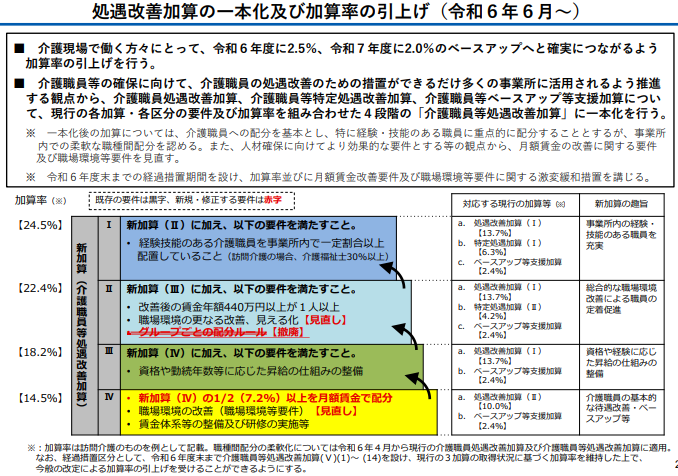 処遇改善加算の一本化及び加算率の引上げ（令和６年６月～）
■ 介護現場で働く方々にとって、令和６年度に2.5％、令和７年度に2.0％のベースアップへと確実につながるよう
加算率の引上げを行う。
■ 介護職員等の確保に向けて、介護職員の処遇改善のための措置ができるだけ多くの事業所に活用されるよう推進
する観点から、介護職員処遇改善加算、介護職員等特定処遇改善加算、介護職員等ベースアップ等支援加算につい
て、現行の各加算・各区分の要件及び加算率を組み合わせた４段階の「介護職員等処遇改善加算」に一本化を行う。
※ 一本化後の加算については、介護職員への配分を基本とし、特に経験・技能のある職員に重点的に配分することとするが、事業所
内での柔軟な職種間配分を認める。また、人材確保に向けてより効果的な要件とする等の観点から、月額賃金の改善に関する要件
及び職場環境等要件を見直す。
※ 令和６年度末までの経過措置期間を設け、加算率並びに月額賃金改善要件及び職場環境等要件に関する激変緩和措置を講じる。
加算率（※）
既存の要件は黒字、新規・修正する要件は赤字
対応する現行の加算等（※）
新加算の趣旨
新加算（介護職員等処遇改善加算）
【24.5%】
Ⅰ
新加算（Ⅱ）に加え、以下の要件を満たすこと。
・ 経験技能のある介護職員を事業所内で一定割合以上
配置していること（訪問介護の場合、介護福祉士30%以上）
a. 処遇改善加算（Ⅰ）
【13.7%】
b. 特定処遇加算（Ⅰ）
【6.3%】
c. ベースアップ等支援加算
【2.4%】
事業所内の経験・
技能のある職員を
充実
【22.4%】
Ⅱ
新加算（Ⅲ）に加え、以下の要件を満たすこと。
・ 改善後の賃金年額440万円以上が１人以上
・ 職場環境の更なる改善、見える化【見直し】
・ グループごとの配分ルール【撤廃】
a. 処遇改善加算（Ⅰ）
【13.7%】
b. 特定処遇加算（Ⅱ）
【4.2%】
c. ベースアップ等支援加算
【2.4%】
総合的な職場環境
改善による職員の
定着促進
【18.2%】
Ⅲ
新加算（Ⅳ）に加え、以下の要件を満たすこと。
・ 資格や勤続年数等に応じた昇給の仕組みの整備
a. 処遇改善加算（Ⅰ）
【13.7%】
b. ベースアップ等支援加算
【2.4%】
資格や経験に応じ
た昇給の仕組みの
整備
【14.5%】
Ⅳ
・ 新加算（Ⅳ）の1/2（7.2%）以上を月額賃金で配分
・ 職場環境の改善（職場環境等要件）【見直し】
・ 賃金体系等の整備及び研修の実施等
a. 処遇改善加算（Ⅱ）
【10.0%】
b. ベースアップ等支援加算
【2.4%】
介護職員の基本的
な待遇改善・ベー
スアップ等
※：加算率は訪問介護のものを例として記載。職種間配分の柔軟化については令和６年４月から現行の介護職員処遇改善加算及び介護職員等処遇改善加算に適用。
なお、経過措置区分として、令和６年度末まで介護職員等処遇改善加算(Ⅴ)(1)～(14)を設け、現行の３加算の取得状況に基づく加算率を維持した上で、
今般の改定による加算率の引上げを受けることができるようにする。